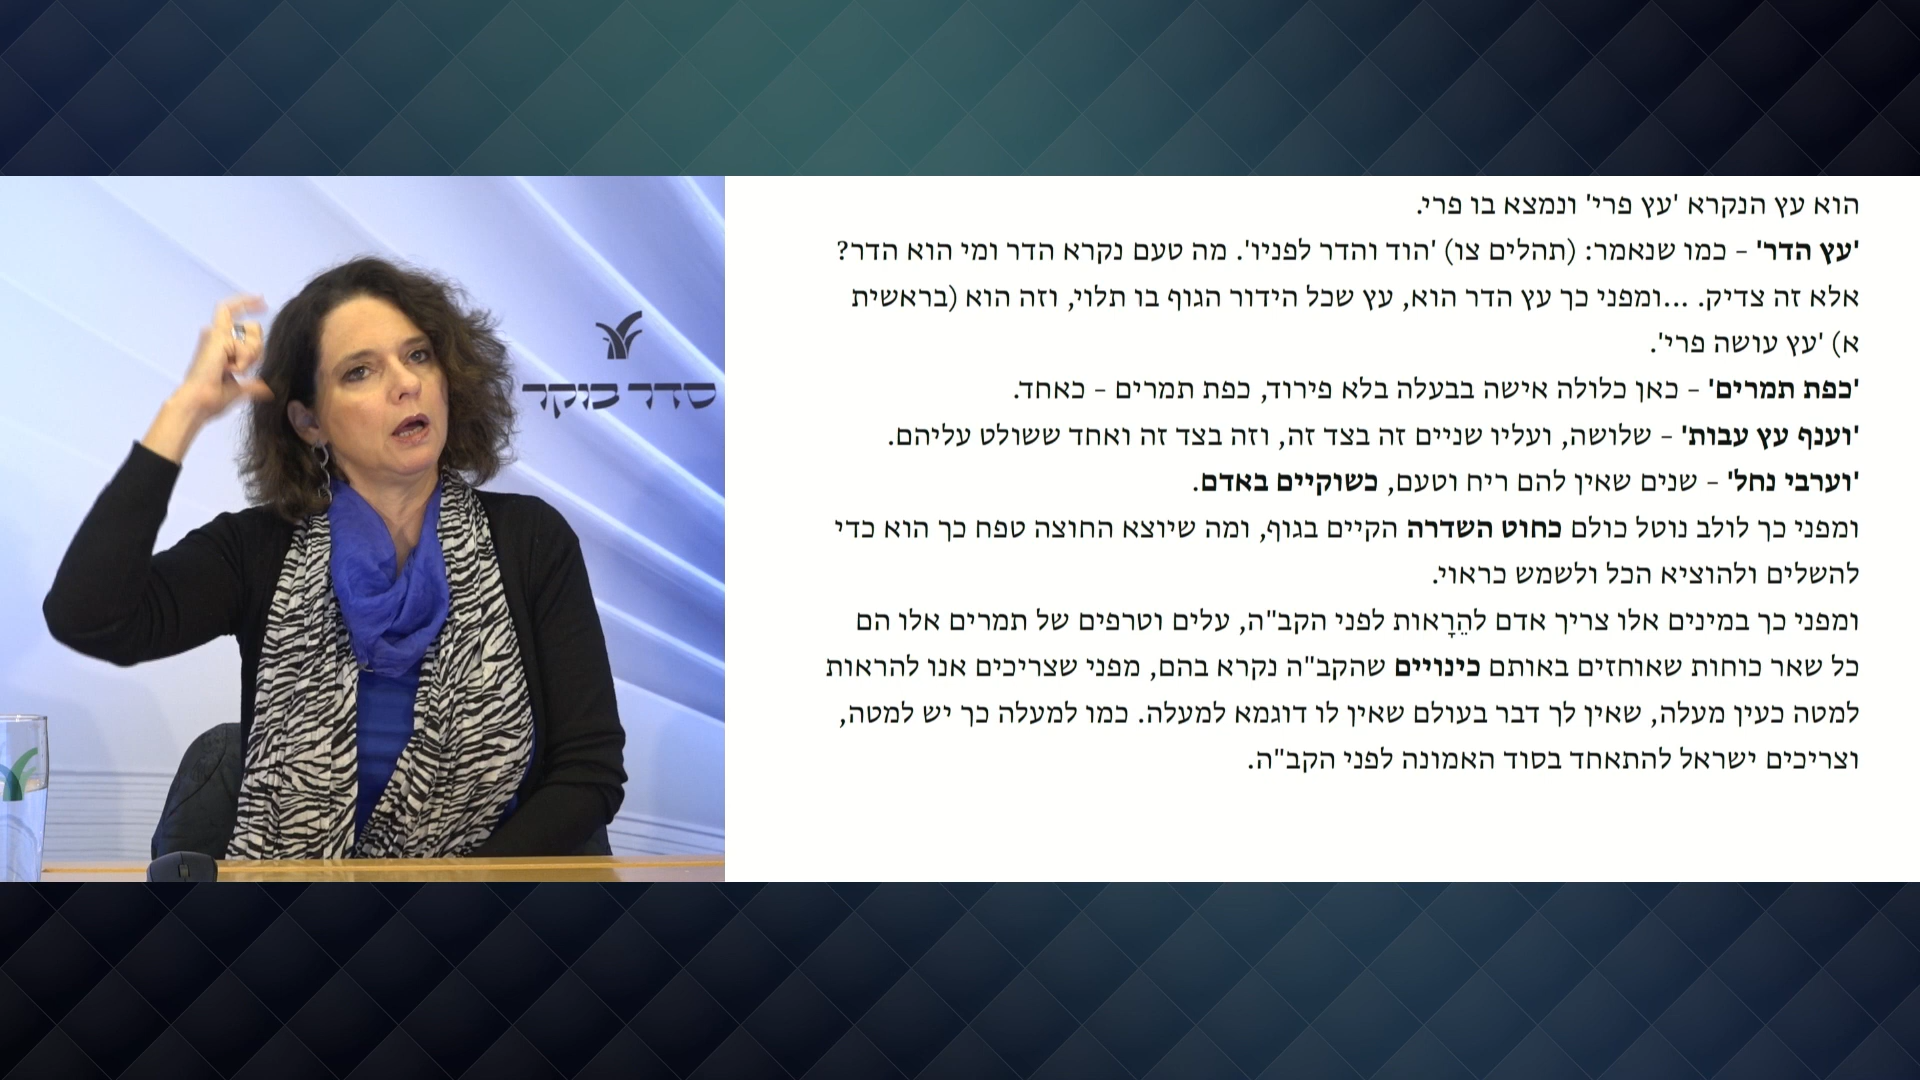 הוא עץ הנקרא 'עץ פרי' ונמצא בו פרי.
'עץ הדר' – כמו שנאמר: (תהלים צו) 'הוד והדר לפניו'. מה טעם נקרא הדר ומי הוא הדר?
אלא זה צדיק. ...ומפני כך עץ הדר הוא, עץ שכל הידור הגוף בו תלוי, וזה הוא (בראשית
א) 'עץ עושה פרי'.
'כפת תמרים' – כאן כלולה אישה בבעלה בלא פירוד, כפת תמרים – כאחד.
'וענף עץ עבות' – שלושה, ועליו שניים זה בצד זה, וזה בצד זה ואחד ששולט עליהם.
'וערבי נחל' – שנים שאין להם ריח וטעם, כשוקיים באדם.
ומפני כך לולב נוטל כולם כחוט השדרה הקיים בגוף, ומה שיוצא החוצה טפח כך הוא כדי
להשלים ולהוציא הכל ולשמש כראוי.
ומפני כך במינים אלו צריך אדם להֵרָאות לפני הקב"ה, עלים וטרפים של תמרים אלו הם
כל שאר כוחות שאוחזים באותם כינויים שהקב"ה נקרא בהם, מפני שצריכים אנו להראות
למטה כעין מעלה, שאין לך דבר בעולם שאין לו דוגמא למעלה. כמו למעלה כך יש למטה,
וצריכים ישראל להתאחד בסוד האמונה לפני הקב"ה.
סדר בוקר